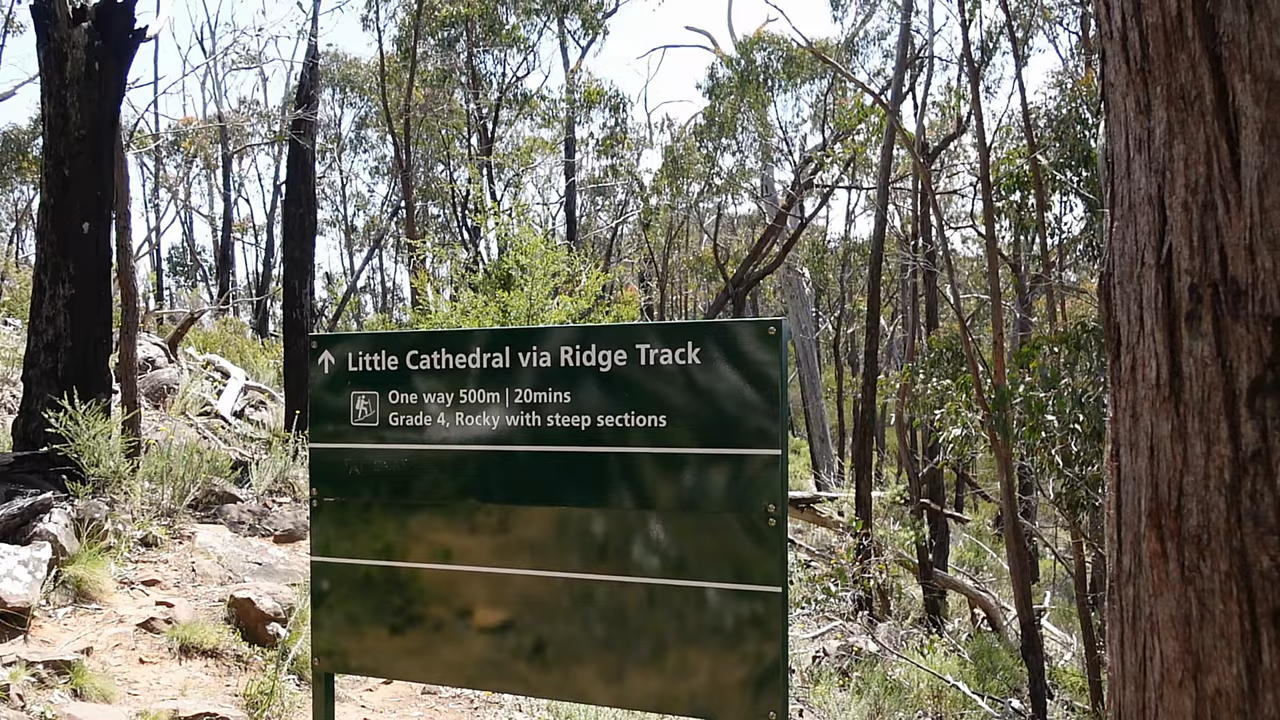 ↑ Little Cathedral via Ridge Track
One way 500m | 20mins
Grade 4, Rocky with steep sections